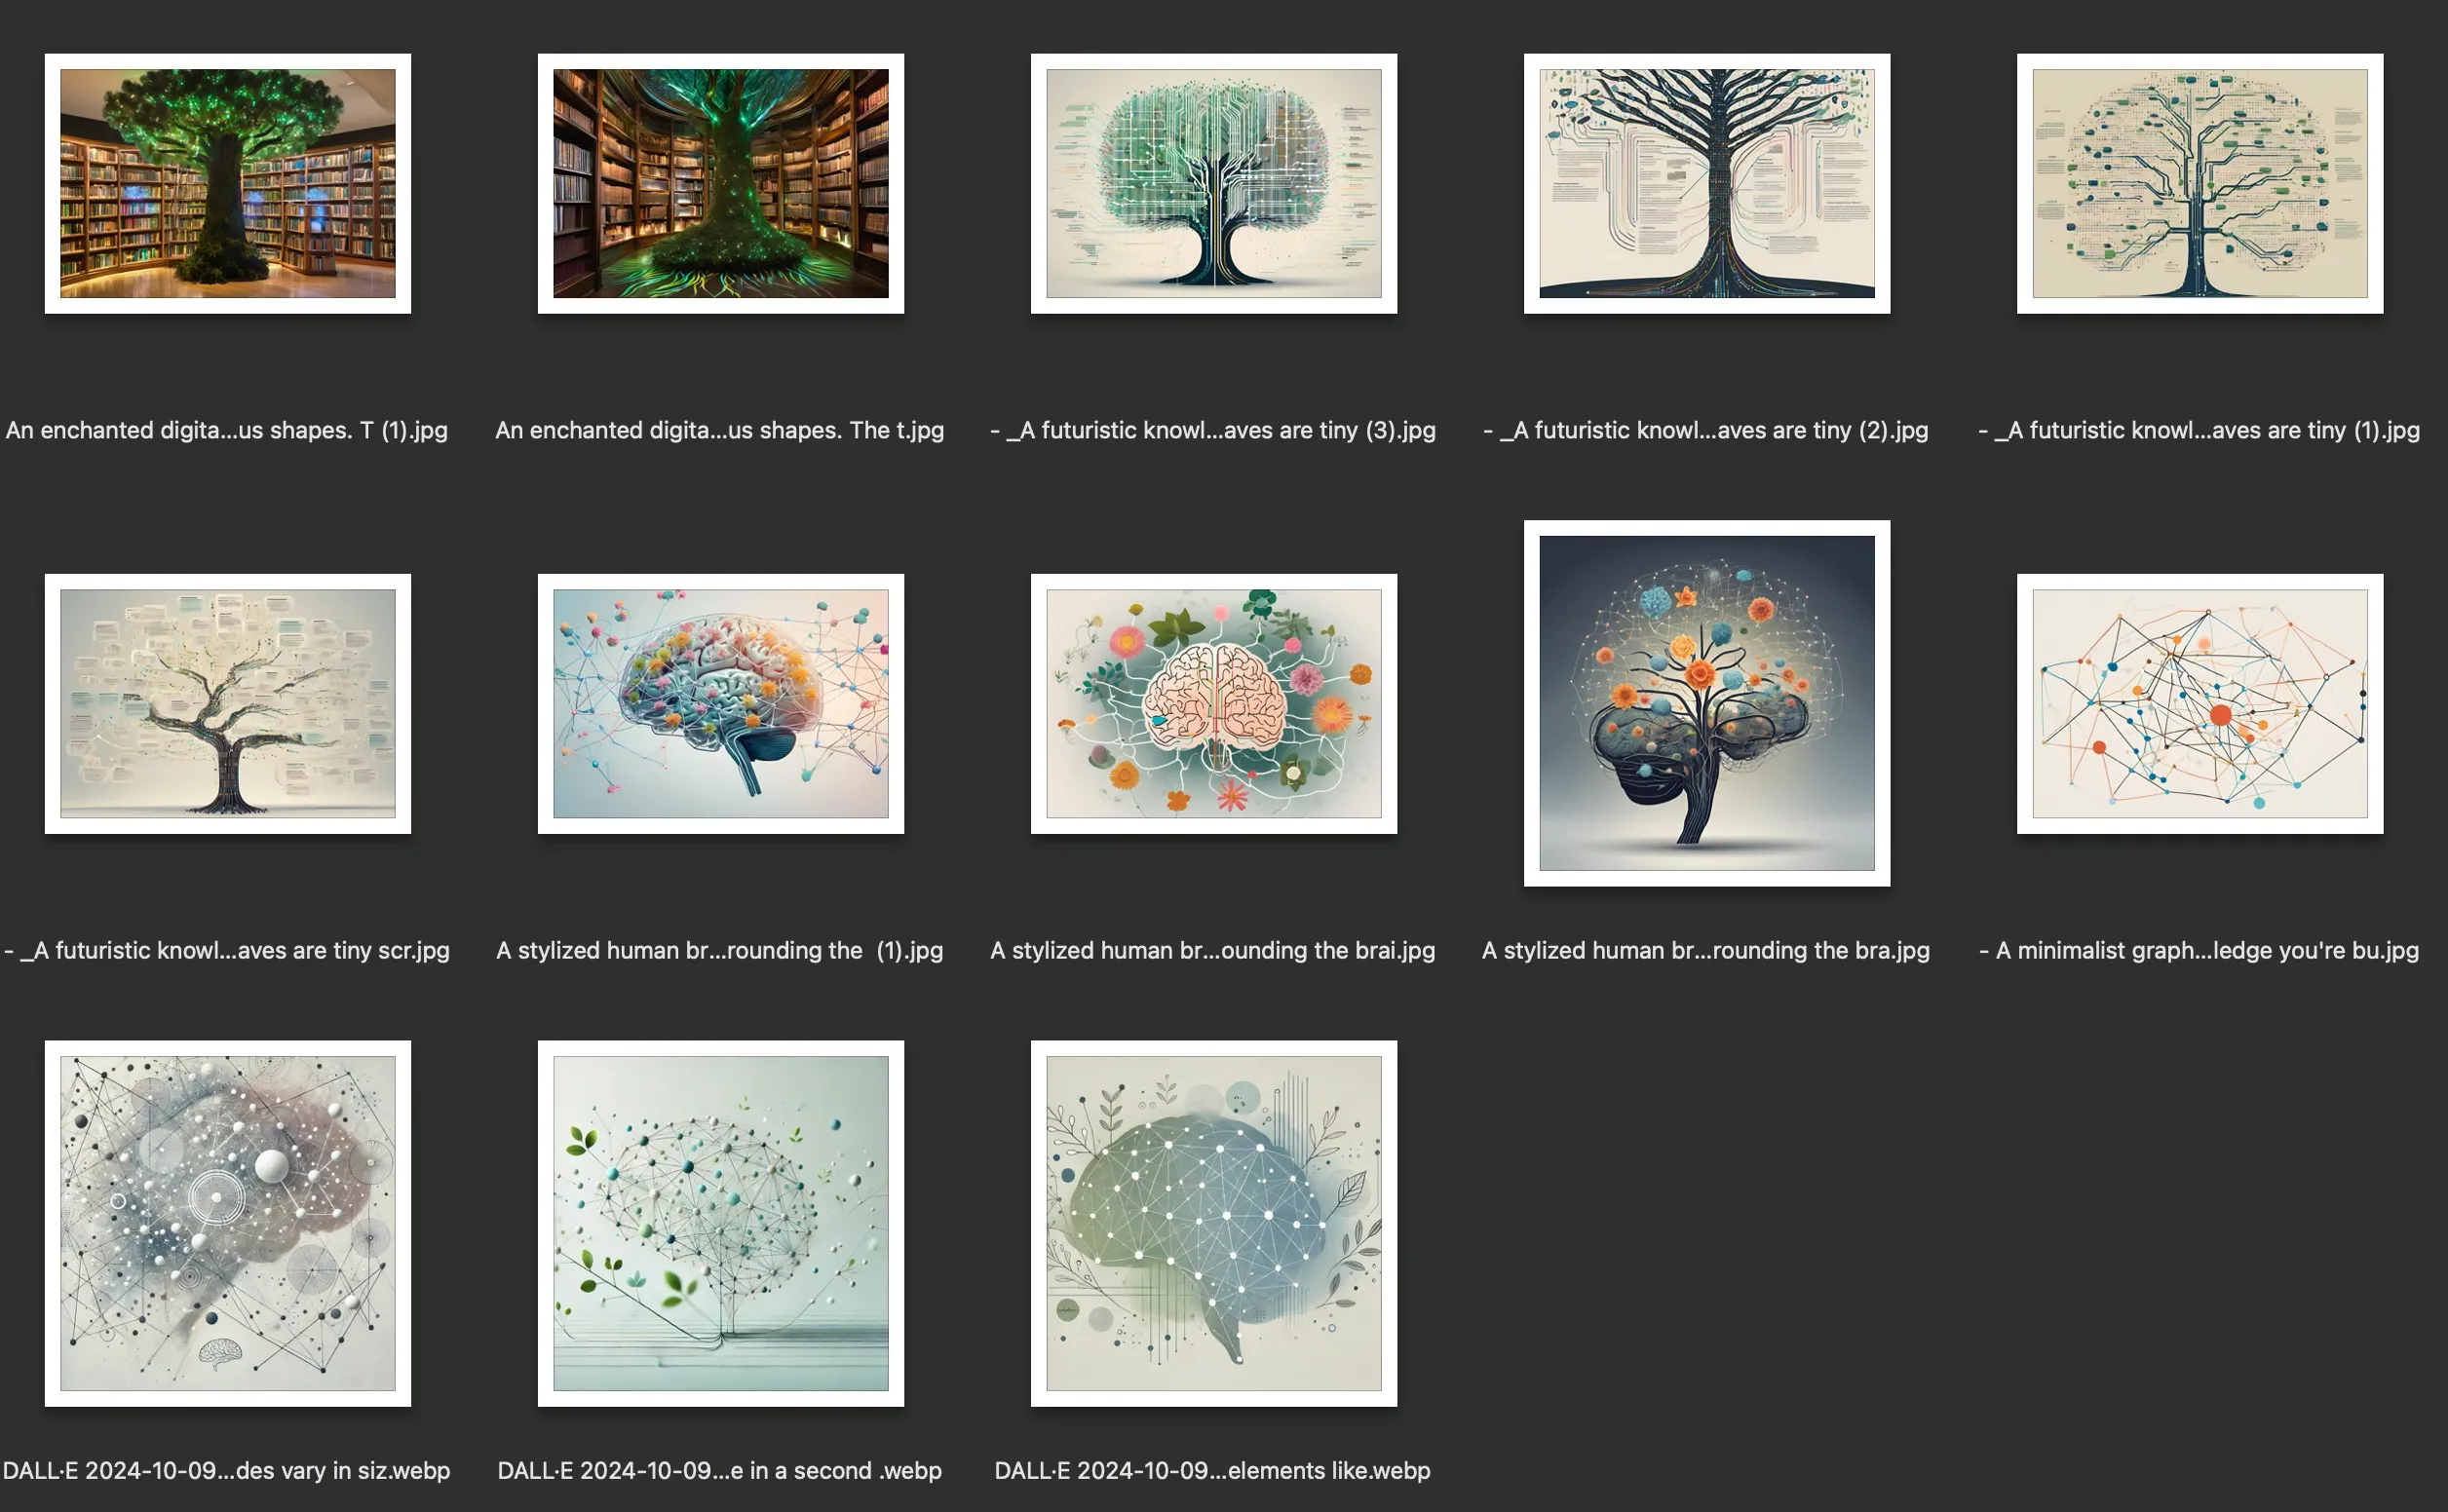 An enchanted digita...us shapes. T (1).jpg
An enchanted digita...us shapes. The t.jpg
- _A futuristic knowl...aves are tiny (3).jpg
- _A futuristic knowl...aves are tiny (2).jpg
- _A futuristic knowl...aves are tiny (1).jpg
- _A futuristic knowl...aves are tiny scr.jpg
A stylized human br...rounding the  (1).jpg
A stylized human br...ounding the brai.jpg
A stylized human br...rounding the bra.jpg
- A minimalist graph...ledge you're bu.jpg
DALL·E 2024-10-09...des vary in siz.webp
DALL·E 2024-10-09...e in a second .webp
DALL·E 2024-10-09...elements like.webp